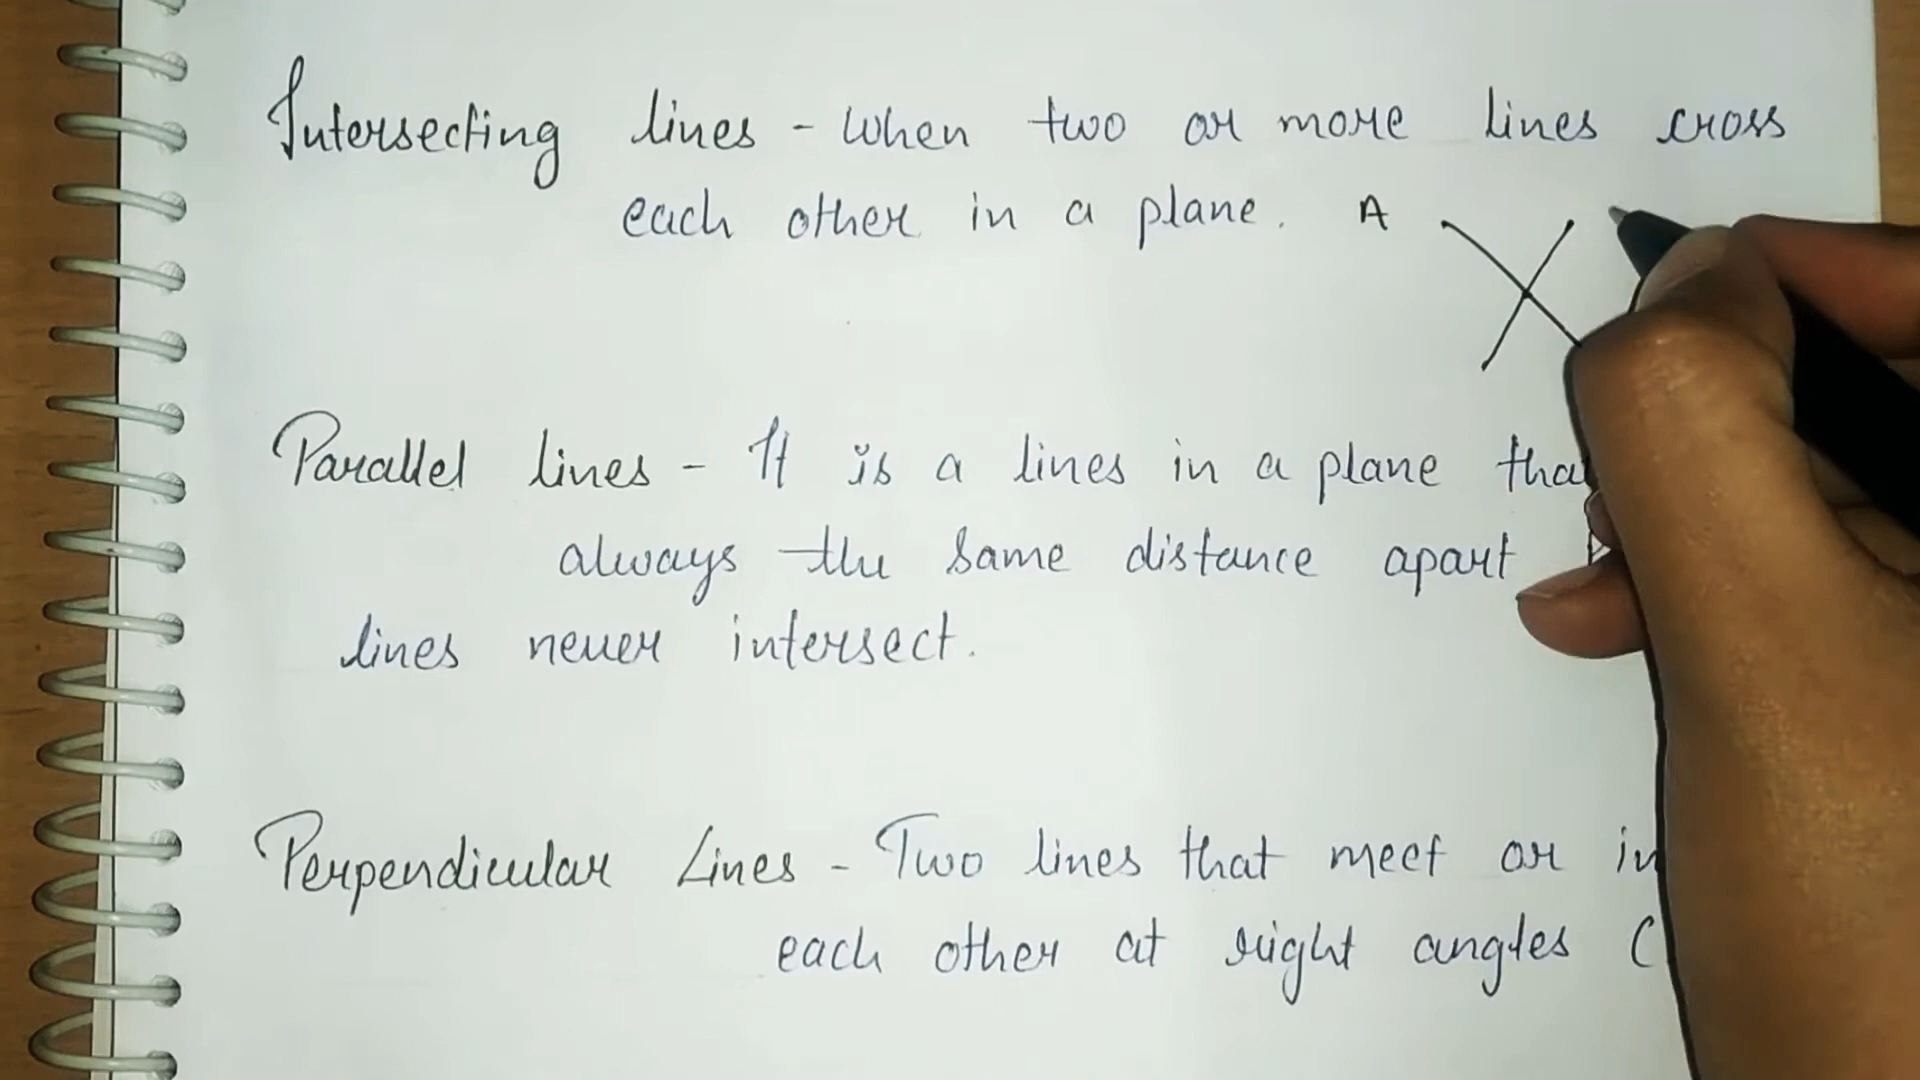 Intersecting lines - When two or more lines cross
each other in a plane. A
Parallel lines - It is a lines in a plane
always the same distance apart
lines never intersect.
Perpendicular Lines - Two lines that meet or
each other at right angles (